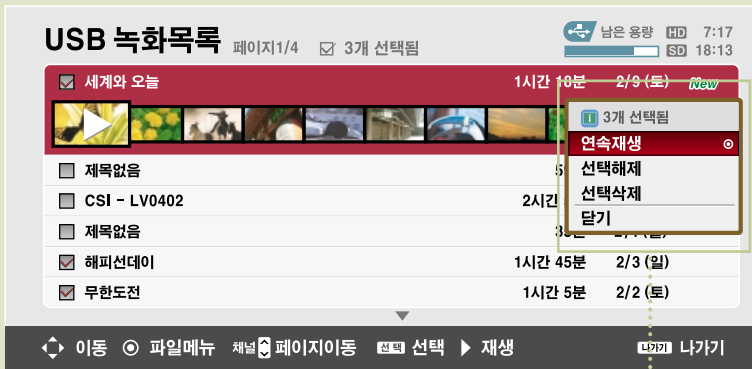 USB 녹화목록 페이지1/4 3개 선택됨 남은 용량 HD 7:17
SD 18:13
세계와 오늘 1시간 18분 2/9 (토) New
3개 선택됨
연속재생
제목없음
선택해제
CSI - LV0402 2시간
선택삭제
제목없음
닫기
해피선데이 1시간 45분 2/3 (일)
무한도전 1시간 5분 2/2 (토)
이동 파일메뉴 채널 페이지이동 선택 선택 재생 나가기 나가기